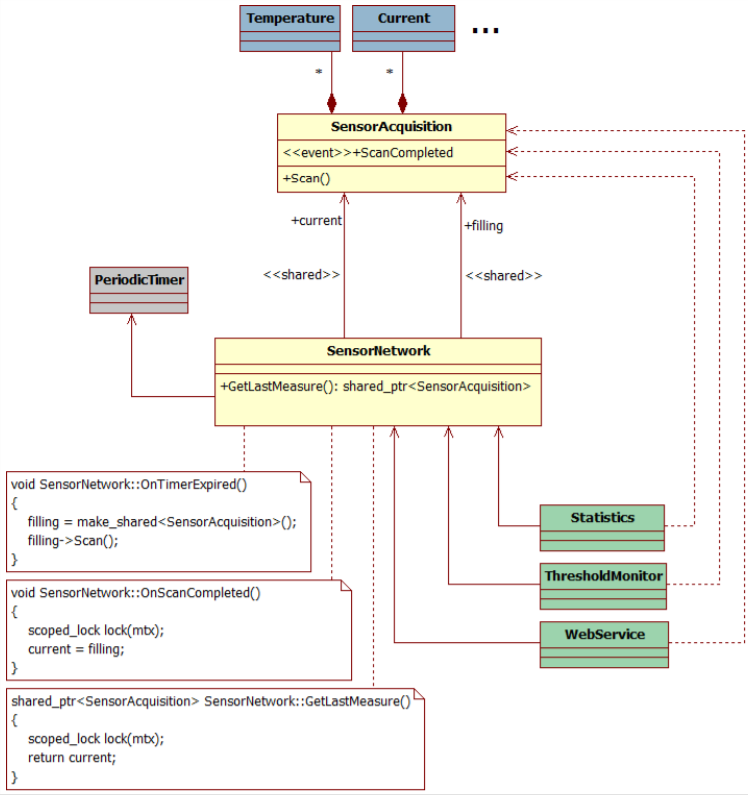 Temperature
Current
...
*
*
SensorAcquisition
<<event>>+ScanCompleted
+Scan()
+current
+filling
<<shared>>
<<shared>>
PeriodicTimer
SensorNetwork
+GetLastMeasure(): shared_ptr<SensorAcquisition>
void SensorNetwork::OnTimerExpired()
{
filling = make_shared<SensorAcquisition>();
filling->Scan();
}
void SensorNetwork::OnScanCompleted()
{
scoped_lock lock(mtx);
current = filling;
}
shared_ptr<SensorAcquisition> SensorNetwork::GetLastMeasure()
{
scoped_lock lock(mtx);
return current;
}
Statistics
ThresholdMonitor
WebService